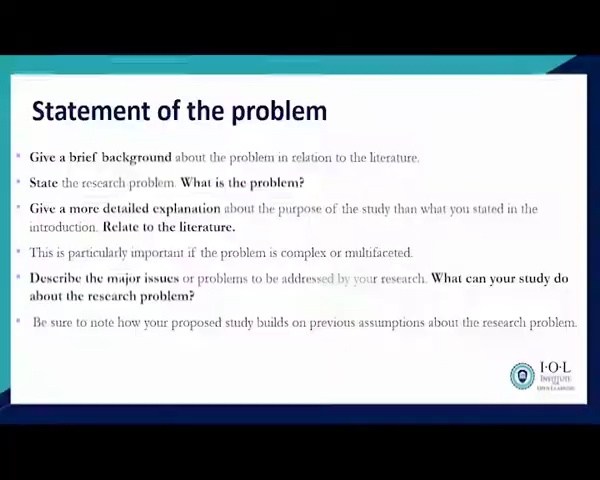 Statement of the problem
Give a brief background about the problem in relation to the literature.
State the research problem. What is the problem?
Give a more detailed explanation about the purpose of the study than what you stated in the
introduction. Relate to the literature.
This is particularly important if the problem is complex or multifaceted.
Describe the major issues or problems to be addressed by your research. What can your study do
about the research problem?
Be sure to note how your proposed study builds on previous assumptions about the research problem.
I·O·L
INSTITUTE
FOR
OPEN LEARNING